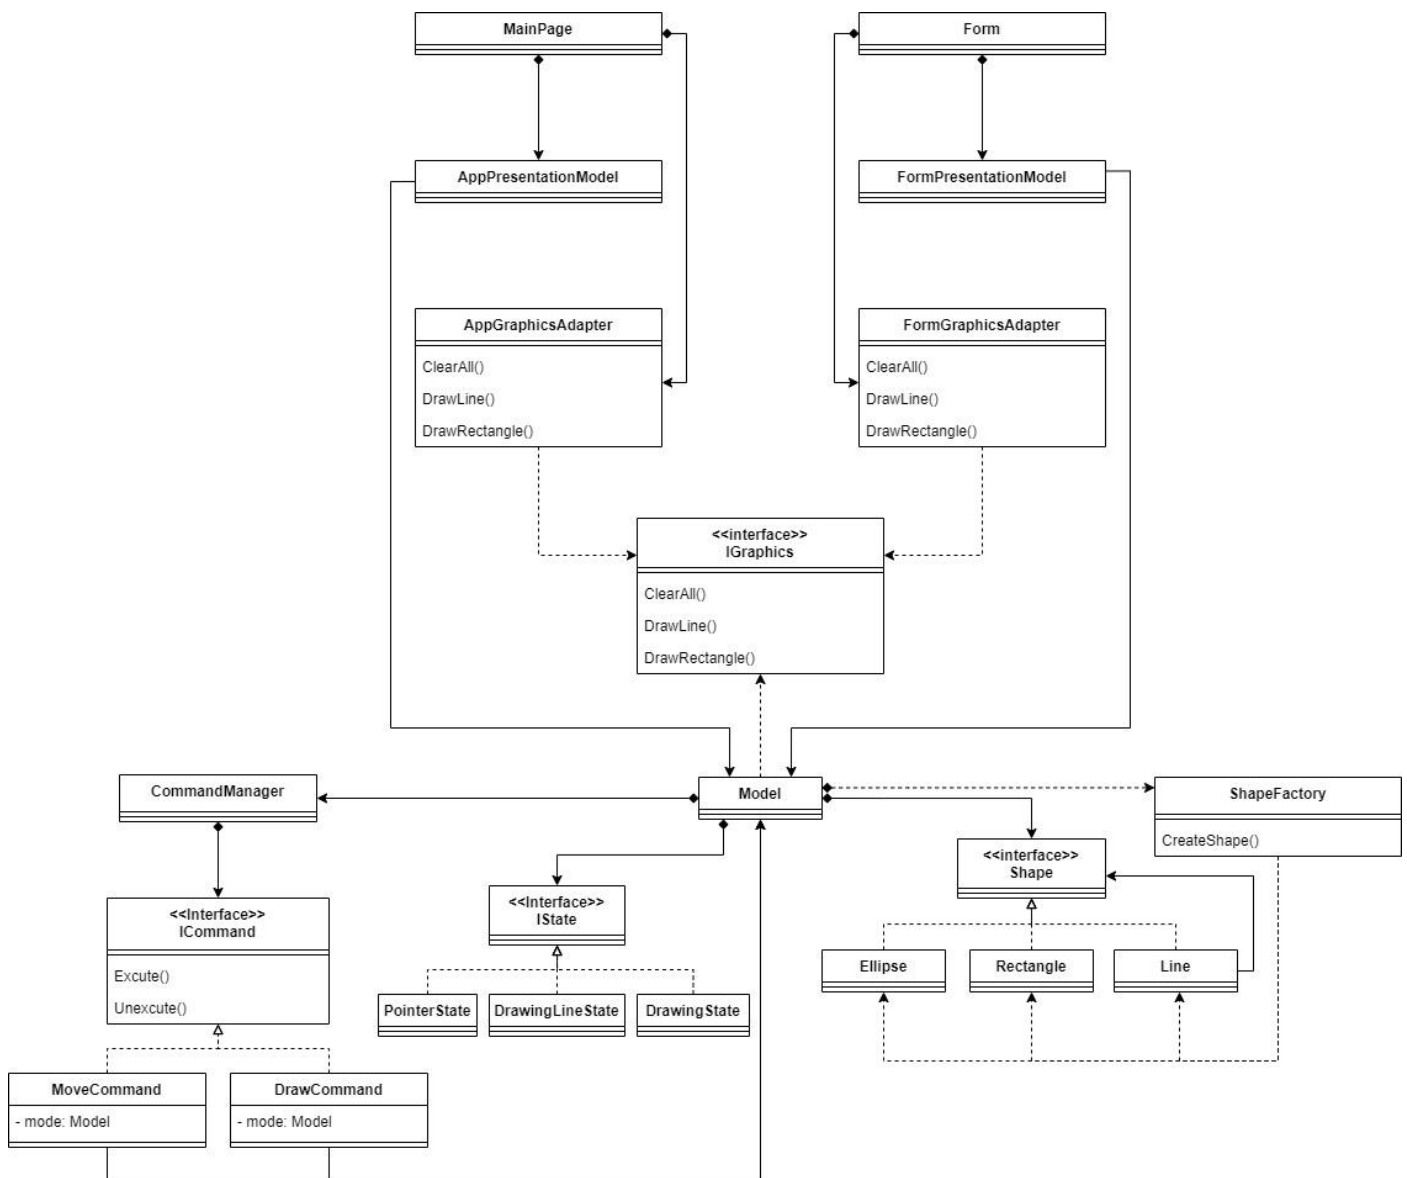 MainPage
Form
AppPresentationModel
FormPresentationModel
AppGraphicsAdapter
ClearAll()
DrawLine()
DrawRectangle()
FormGraphicsAdapter
ClearAll()
DrawLine()
DrawRectangle()
<<interface>>
IGraphics
ClearAll()
DrawLine()
DrawRectangle()
CommandManager
Model
ShapeFactory
CreateShape()
<<interface>>
Shape
<<Interface>>
ICommand
Excute()
Unexcute()
<<Interface>>
IState
Ellipse
Rectangle
Line
PointerState
DrawingLineState
DrawingState
MoveCommand
- mode: Model
DrawCommand
- mode: Model